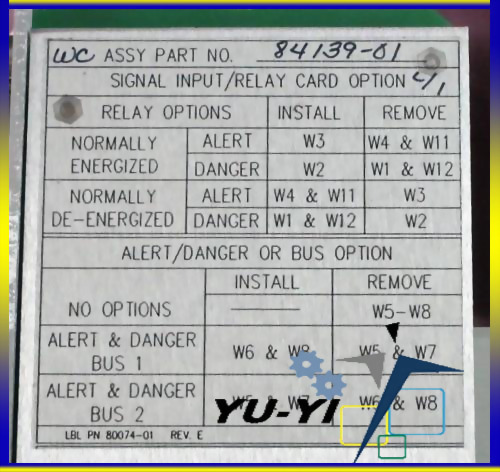 WC ASSY PART NO. 84139-01
SIGNAL INPUT/RELAY CARD OPTION
RELAY OPTIONS INSTALL REMOVE
NORMALLY ENERGIZED ALERT W3 W4 & W11
DANGER W2 W1 & W12
NORMALLY DE-ENERGIZED ALERT W4 & W11 W3
DANGER W1 & W12 W2
ALERT/DANGER OR BUS OPTION
INSTALL REMOVE
NO OPTIONS W5-W8
ALERT & DANGER BUS 1 W6 & W8 W5 & W7
ALERT & DANGER BUS 2 W5 & W7 W6 & W8
YU-YI
LBL PN 80074-01 REV. E